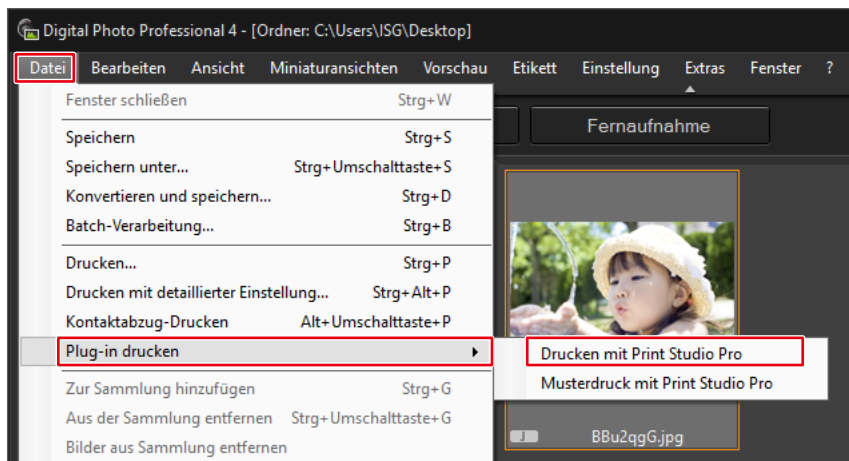 Digital Photo Professional 4 - [Ordner: C:\Users\ISG\Desktop]
Datei Bearbeiten Ansicht Miniaturansichten Vorschau Etikett Einstellung Extras Fenster ?
Fenster schließen Strg+W
Speichern Strg+S
Speichern unter... Strg+Umschalttaste+S
Konvertieren und speichern... Strg+D
Batch-Verarbeitung... Strg+B
Drucken... Strg+P
Drucken mit detaillierter Einstellung... Strg+Alt+P
Kontaktabzug-Drucken Alt+Umschalttaste+P
Plug-in drucken
Zur Sammlung hinzufügen Strg+G
Aus der Sammlung entfernen Strg+Umschalttaste+G
Bilder aus Sammlung entfernen
Fernaufnahme
Drucken mit Print Studio Pro
Musterdruck mit Print Studio Pro
J BBu2qgG.jpg